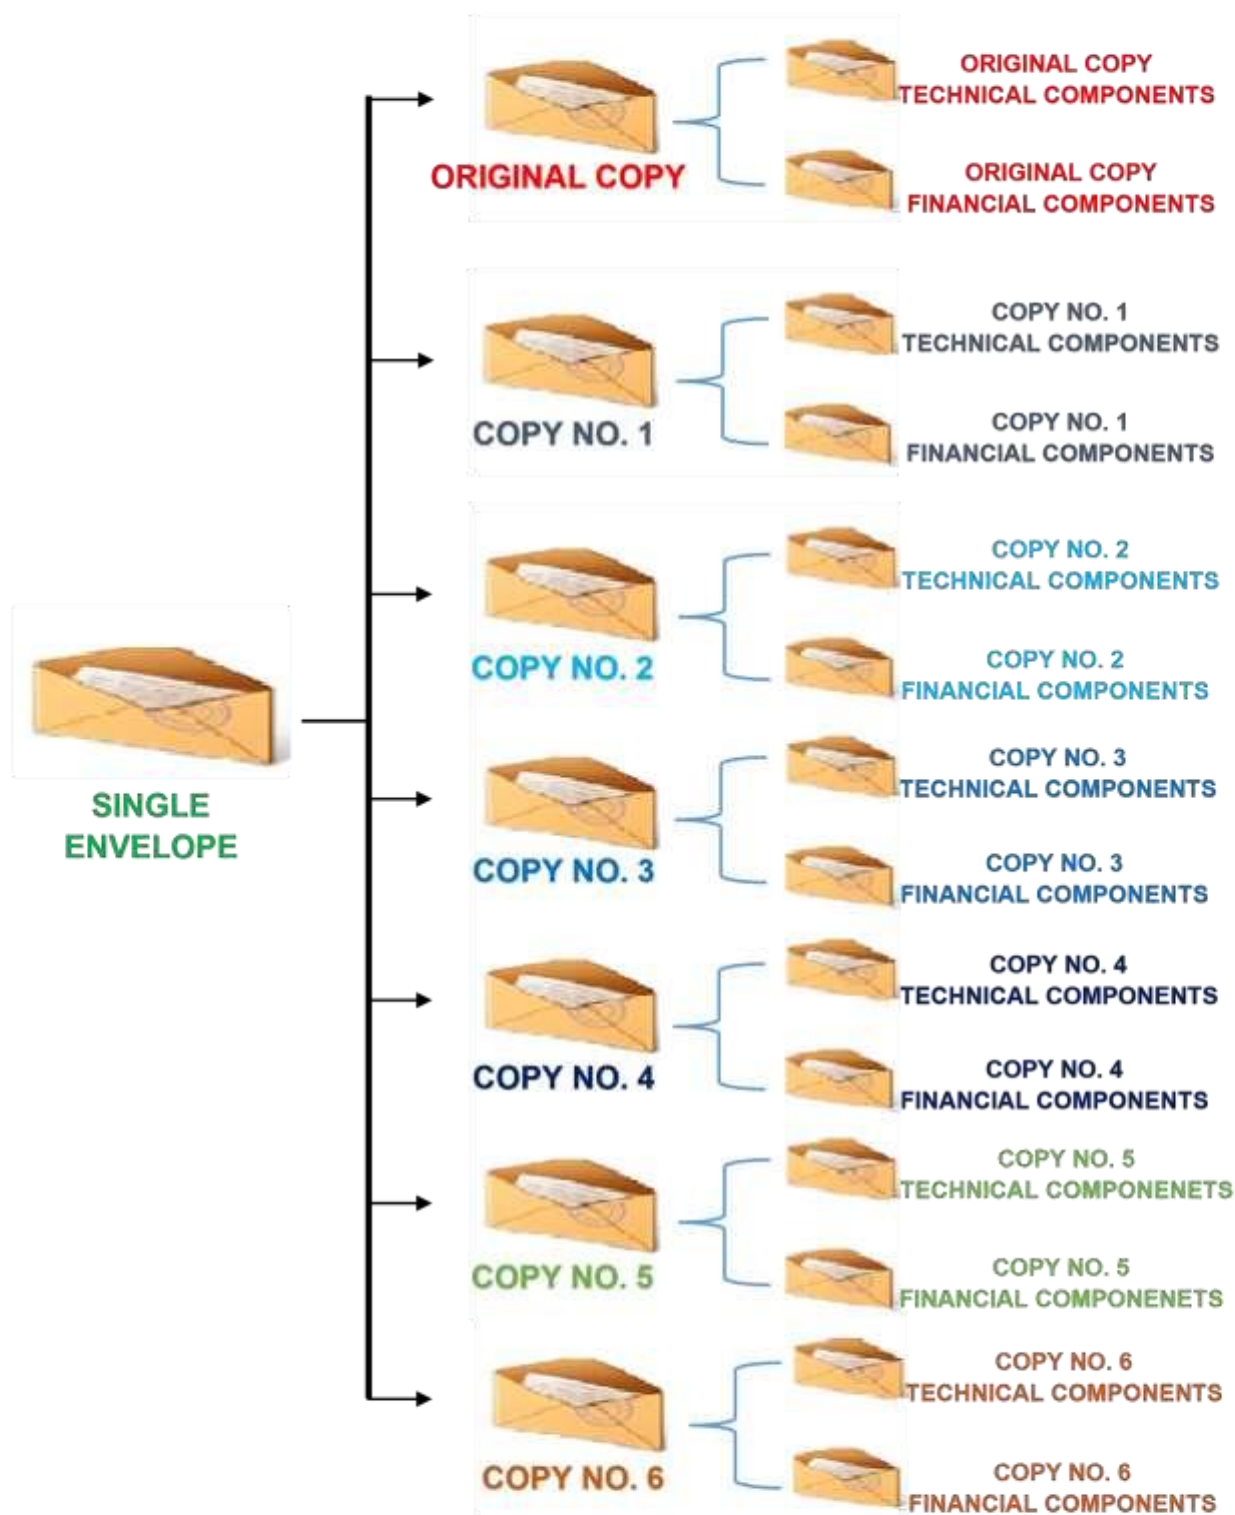 ORIGINAL COPY
TECHNICAL COMPONENTS
ORIGINAL COPY
ORIGINAL COPY
FINANCIAL COMPONENTS
COPY NO. 1
TECHNICAL COMPONENTS
COPY NO. 1
COPY NO. 1
FINANCIAL COMPONENTS
COPY NO. 2
TECHNICAL COMPONENTS
COPY NO. 2
COPY NO. 2
FINANCIAL COMPONENTS
SINGLE
ENVELOPE
COPY NO. 3
TECHNICAL COMPONENTS
COPY NO. 3
COPY NO. 3
FINANCIAL COMPONENTS
COPY NO. 4
TECHNICAL COMPONENTS
COPY NO. 4
COPY NO. 4
FINANCIAL COMPONENTS
COPY NO. 5
TECHNICAL COMPONENETS
COPY NO. 5
COPY NO. 5
FINANCIAL COMPONENETS
COPY NO. 6
TECHNICAL COMPONENTS
COPY NO. 6
COPY NO. 6
FINANCIAL COMPONENTS